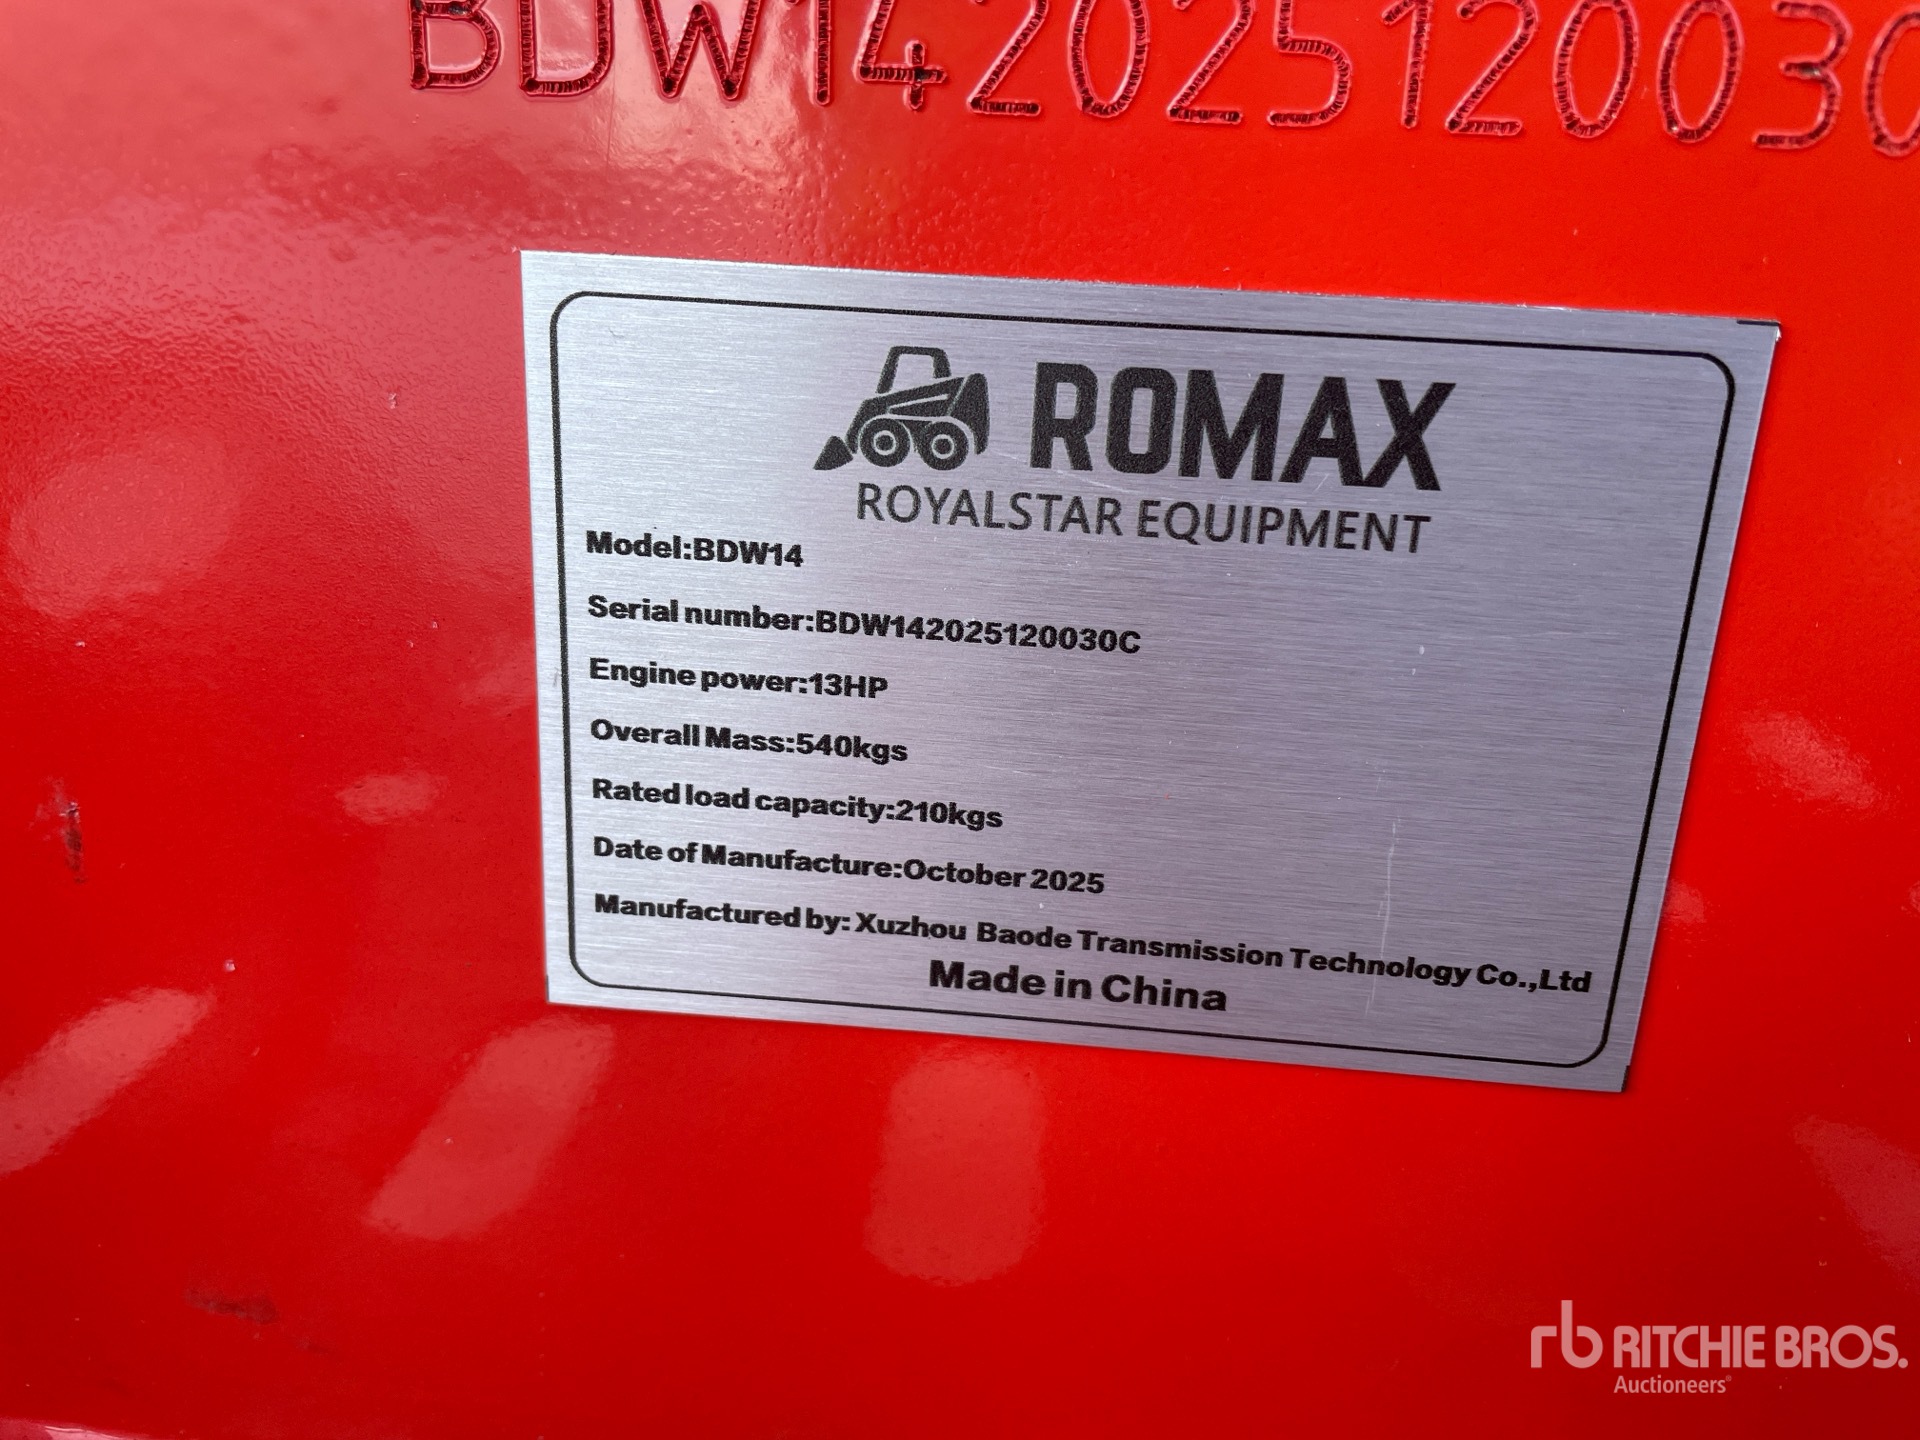 BDW142025120030
ROMAX
ROYALSTAR EQUIPMENT
Model:BDW14
Serial number:BDW142025120030C
Engine power:13HP
Overall Mass:540kgs
Rated load capacity:210kgs
Date of Manufacture:October 2025
Manufactured by: Xuzhou Baode Transmission Technology Co.,Ltd
Made in China
rb RITCHIE BROS.
Auctioneers®